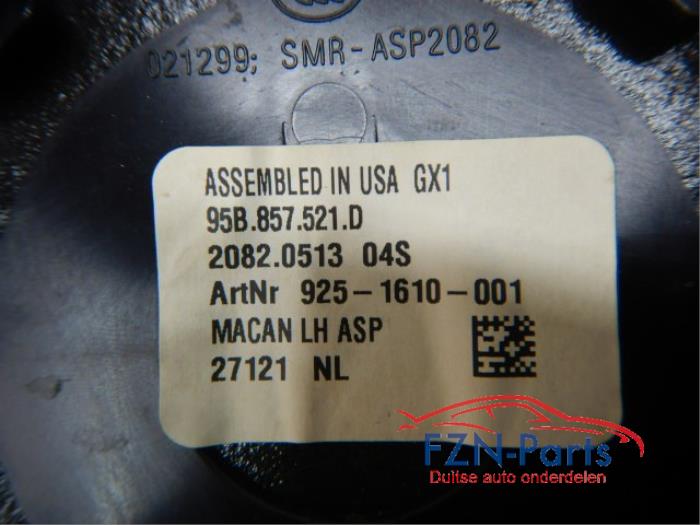 021299; SMR-ASP2082
ASSEMBLED IN USA GX1
95B.857.521.D
2082.0513 04S
ArtNr 925-1610-001
MACAN LH ASP
27121 NL
FZN-Parts
Duitse auto onderdelen